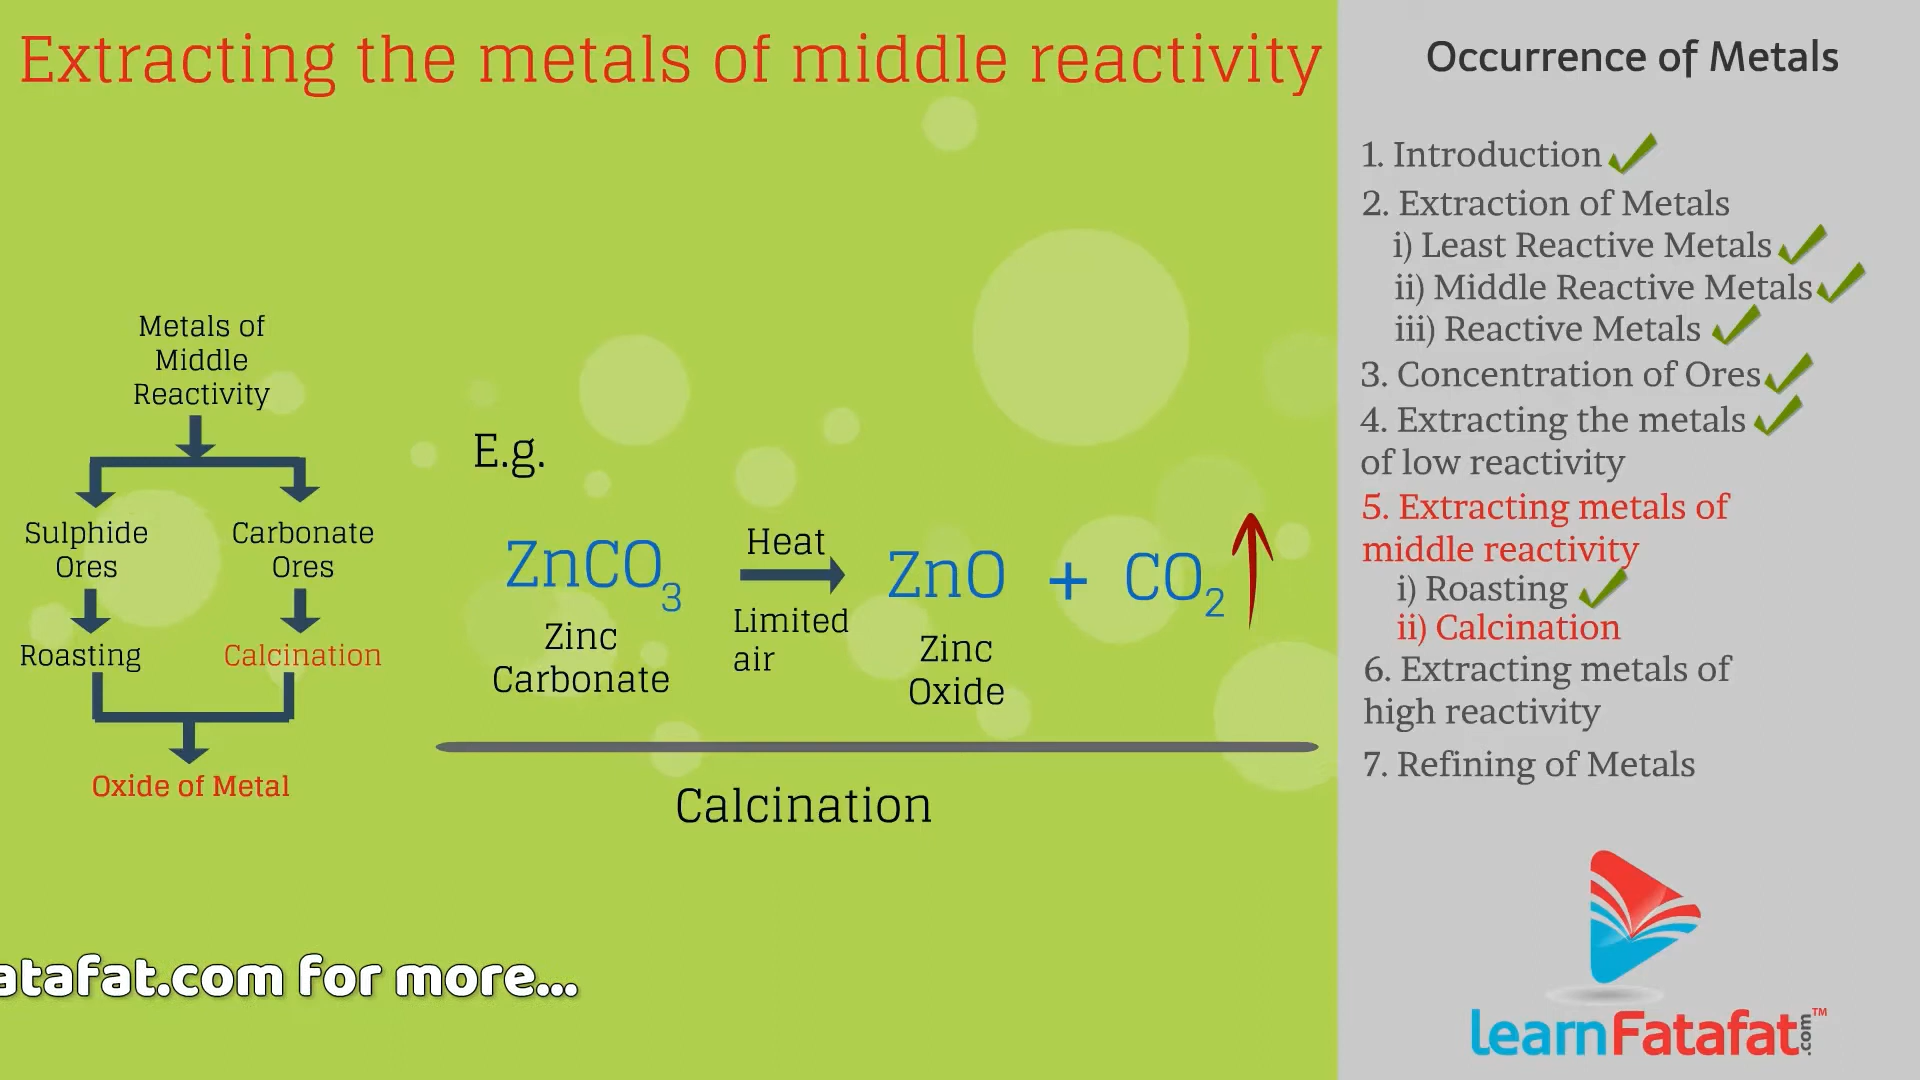 Extracting the metals of middle reactivity
Metals of
Middle
Reactivity
Sulphide
Ores
Carbonate
Ores
Roasting
Calcination
Oxide of Metal
E.g.
ZnCO3
Zinc
Carbonate
Heat
Limited
air
ZnO
Zinc
Oxide
+
CO2
Calcination
atafat.com for more...
Occurrence of Metals
1. Introduction
2. Extraction of Metals
i) Least Reactive Metals
ii) Middle Reactive Metals
iii) Reactive Metals
3. Concentration of Ores
4. Extracting the metals
of low reactivity
5. Extracting metals of
middle reactivity
i) Roasting
ii) Calcination
6. Extracting metals of
high reactivity
7. Refining of Metals
learnFatafat.com™